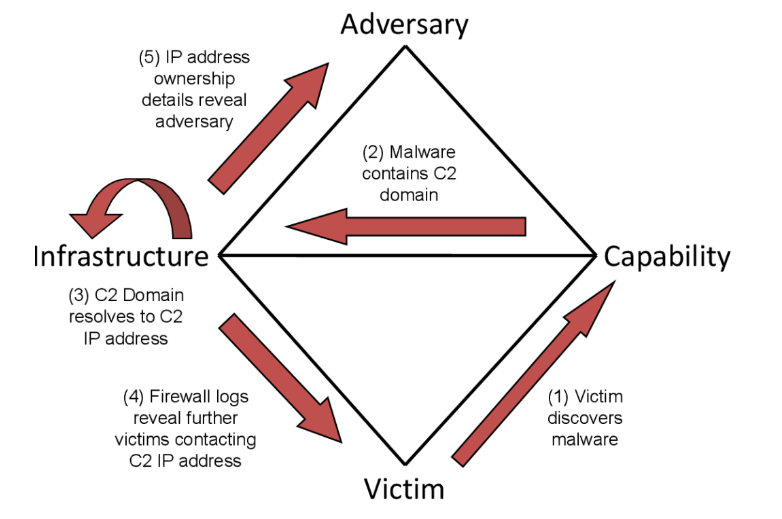 Adversary
(5) IP address
ownership
details reveal
adversary
(2) Malware
contains C2
domain
Infrastructure
Capability
(3) C2 Domain
resolves to C2
IP address
(4) Firewall logs
reveal further
victims contacting
C2 IP address
(1) Victim
discovers
malware
Victim